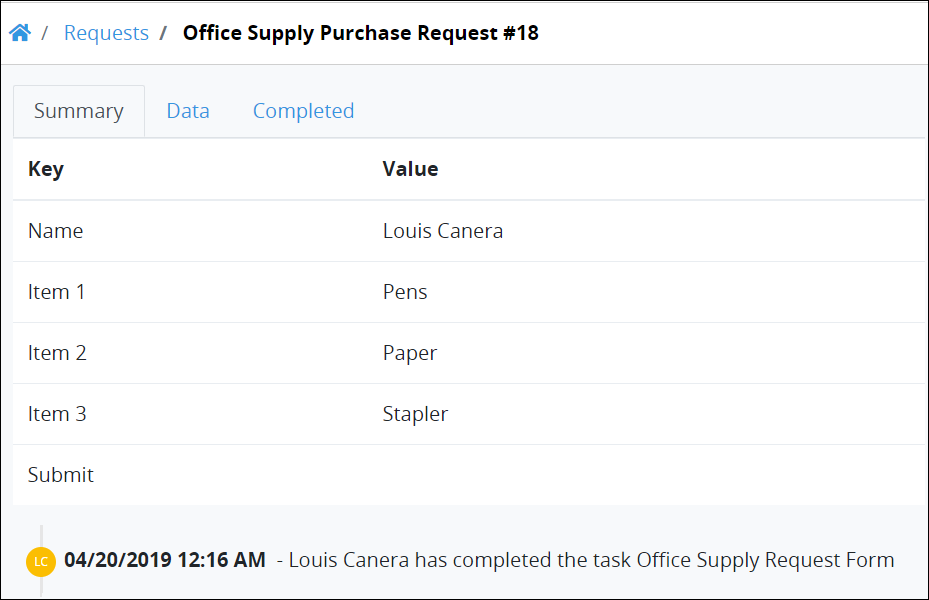 / Requests / Office Supply Purchase Request #18
Summary Data Completed
Key Value
Name Louis Canera
Item 1 Pens
Item 2 Paper
Item 3 Stapler
Submit
LC 04/20/2019 12:16 AM - Louis Canera has completed the task Office Supply Request Form